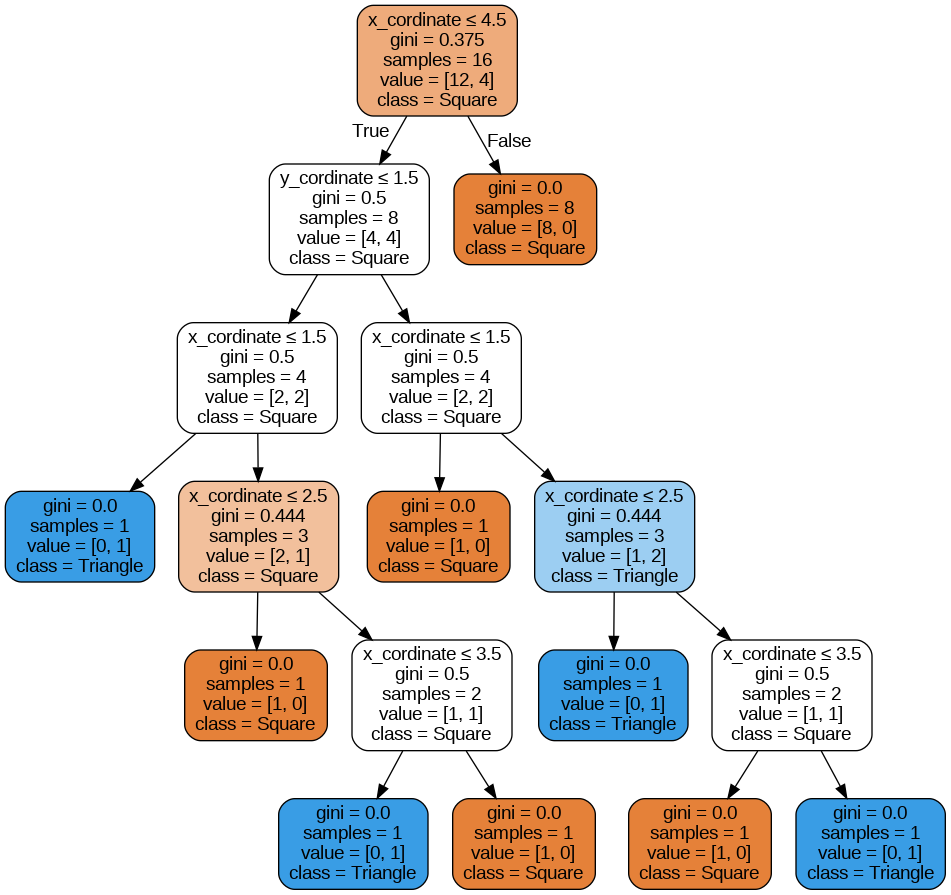 x_cordinate ≤ 4.5
gini = 0.375
samples = 16
value = [12, 4]
class = Square
True
False
y_cordinate ≤ 1.5
gini = 0.5
samples = 8
value = [4, 4]
class = Square
gini = 0.0
samples = 8
value = [8, 0]
class = Square
x_cordinate ≤ 1.5
gini = 0.5
samples = 4
value = [2, 2]
class = Square
x_cordinate ≤ 1.5
gini = 0.5
samples = 4
value = [2, 2]
class = Square
gini = 0.0
samples = 1
value = [0, 1]
class = Triangle
x_cordinate ≤ 2.5
gini = 0.444
samples = 3
value = [2, 1]
class = Square
gini = 0.0
samples = 1
value = [1, 0]
class = Square
x_cordinate ≤ 2.5
gini = 0.444
samples = 3
value = [1, 2]
class = Triangle
gini = 0.0
samples = 1
value = [1, 0]
class = Square
x_cordinate ≤ 3.5
gini = 0.5
samples = 2
value = [1, 1]
class = Square
gini = 0.0
samples = 1
value = [0, 1]
class = Triangle
x_cordinate ≤ 3.5
gini = 0.5
samples = 2
value = [1, 1]
class = Square
gini = 0.0
samples = 1
value = [0, 1]
class = Triangle
gini = 0.0
samples = 1
value = [1, 0]
class = Square
gini = 0.0
samples = 1
value = [1, 0]
class = Square
gini = 0.0
samples = 1
value = [0, 1]
class = Triangle